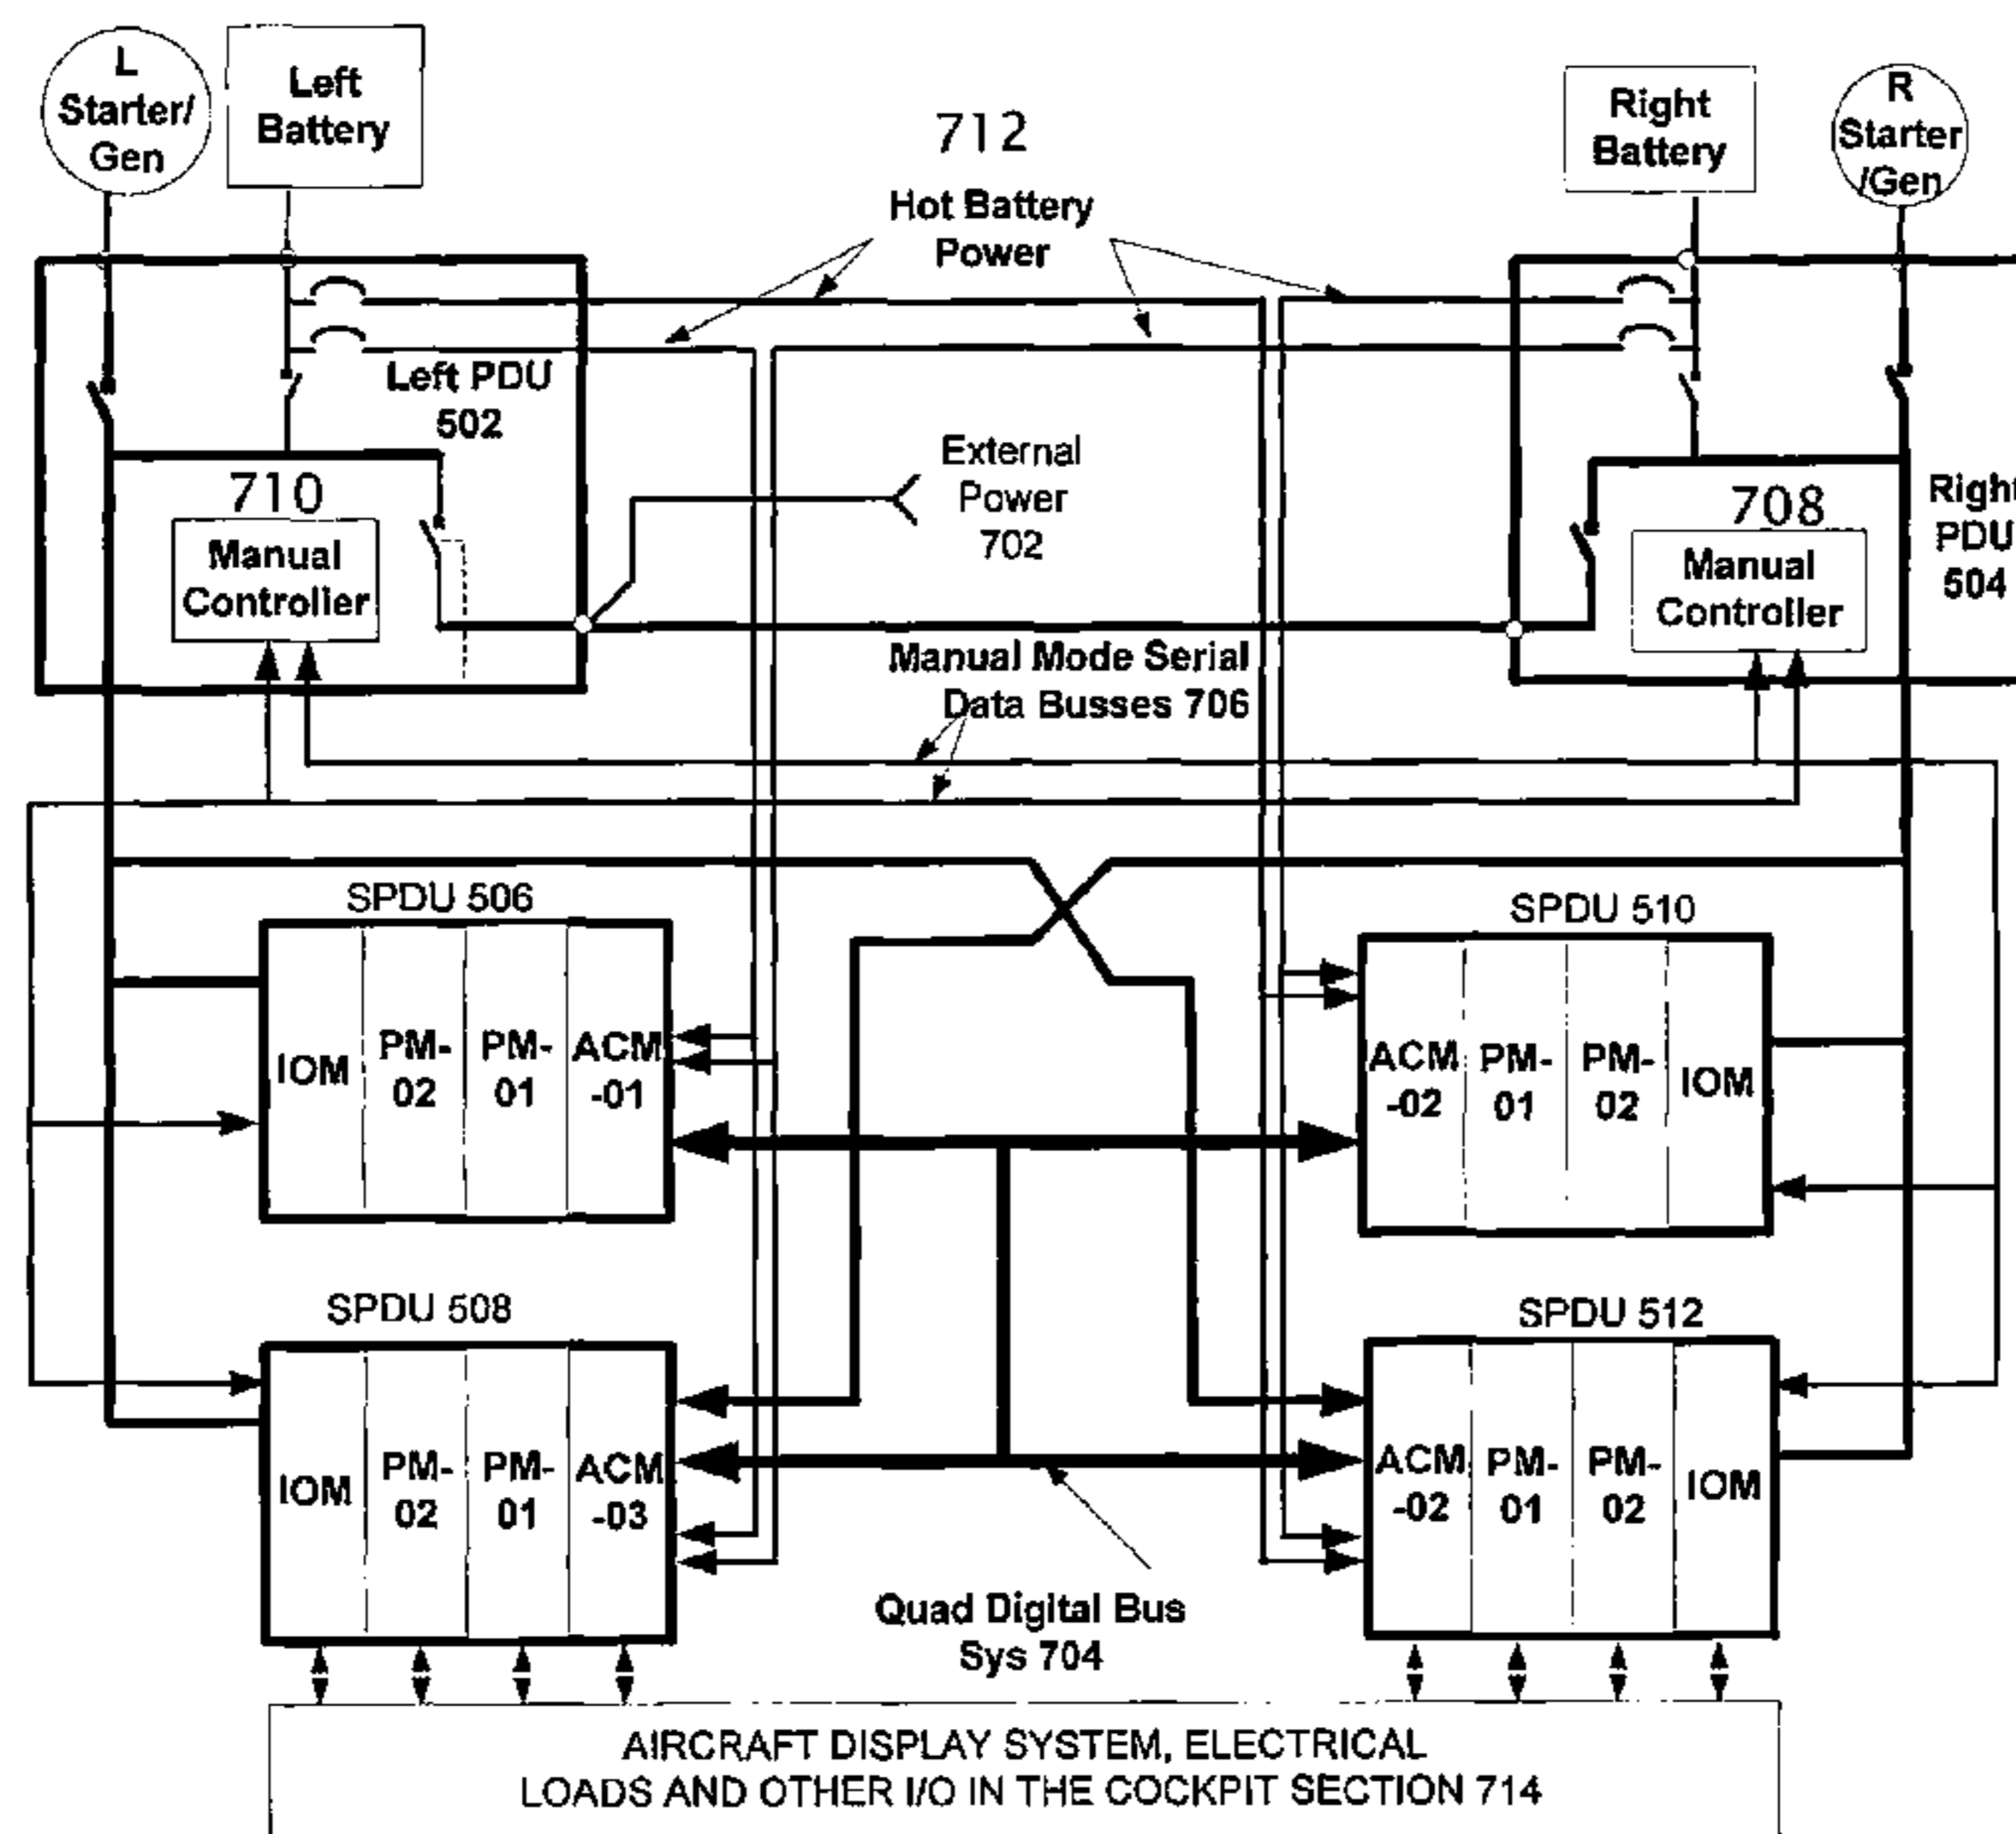 L
Starter/
Gen
Left
Battery
712
Hot Battery
Power
Right
Battery
R
Starter
/Gen
Left PDU
502
External
Power
702
710
Manual
Controller
708
Manual
Controller
Right
PDU
504
Manual Mode Serial
Data Busses 706
SPDU 506
IOM
PM-
02
PM-
01
ACM
-01
SPDU 510
ACM
-02
PM-
01
PM-
02
IOM
SPDU 508
IOM
PM-
02
PM-
01
ACM
-03
SPDU 512
ACM
-02
PM-
01
PM-
02
IOM
Quad Digital Bus
Sys 704
AIRCRAFT DISPLAY SYSTEM, ELECTRICAL
LOADS AND OTHER I/O IN THE COCKPIT SECTION 714